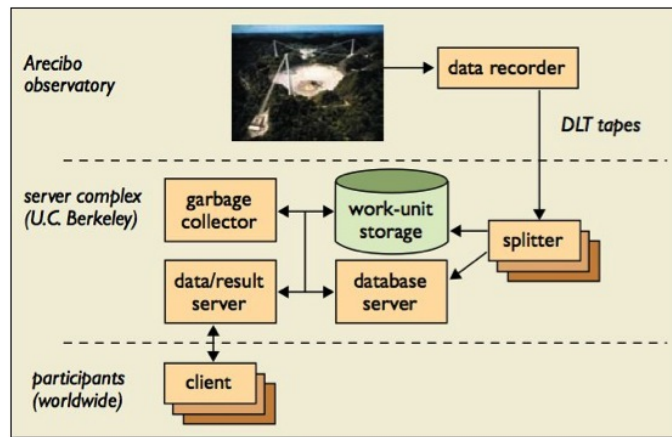 Arecibo
observatory
data recorder
DLT tapes
server complex
(U.C. Berkeley)
garbage
collector
work-unit
storage
splitter
data/result
server
database
server
participants
(worldwide)
client